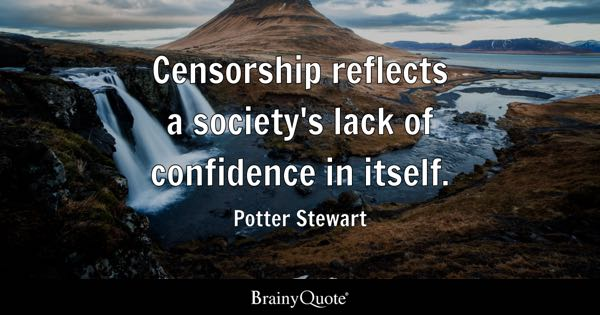 Censorship reflects
a society's lack of
confidence in itself.
Potter Stewart
BrainyQuote®